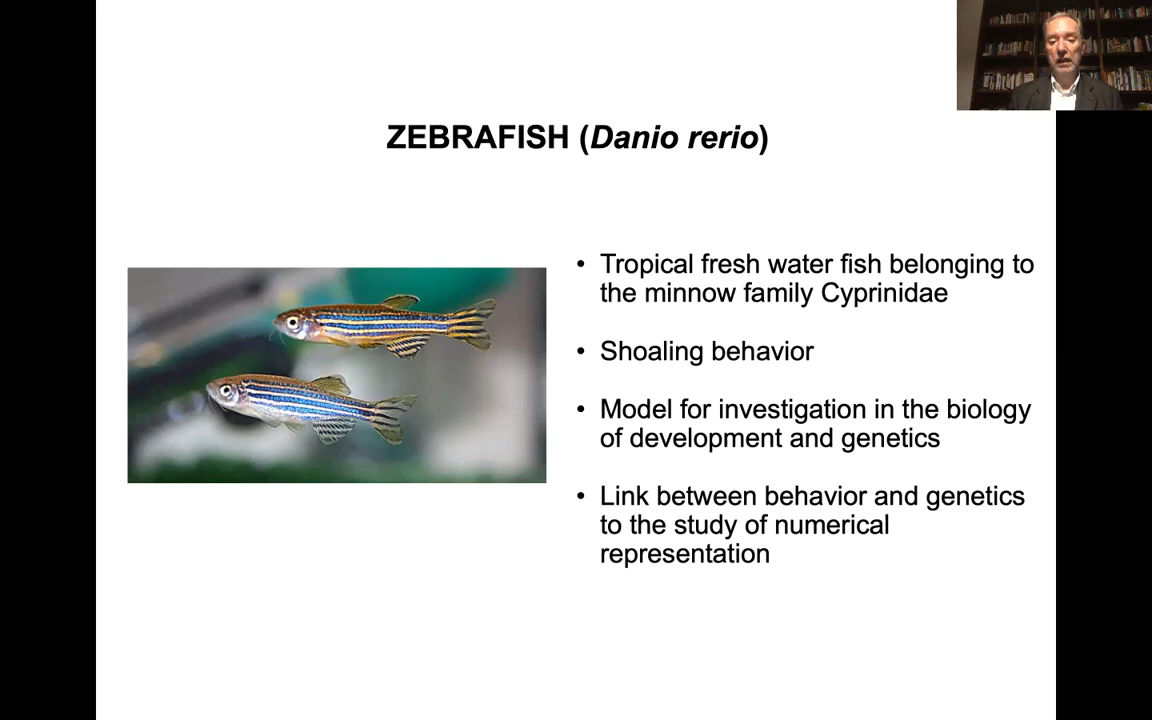 ZEBRAFISH (Danio rerio)
• Tropical fresh water fish belonging to
the minnow family Cyprinidae
• Shoaling behavior
• Model for investigation in the biology
of development and genetics
• Link between behavior and genetics
to the study of numerical
representation